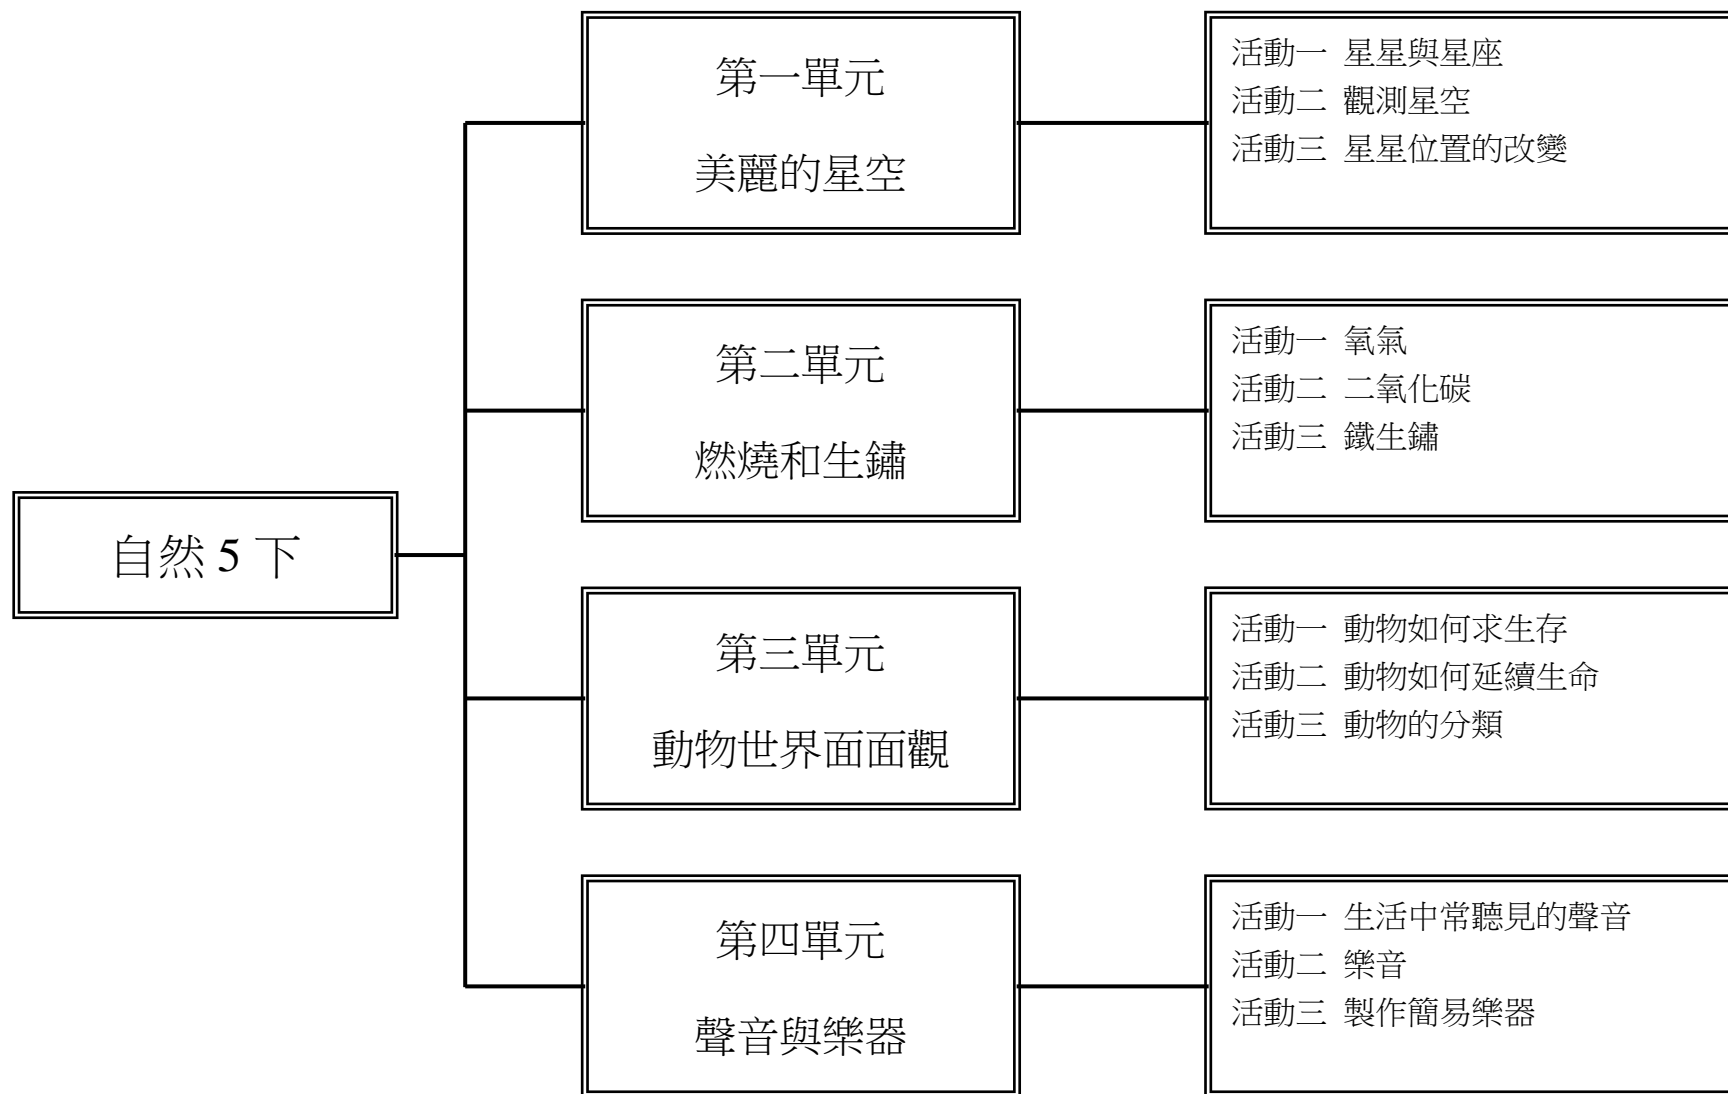 自然 5 下
第一單元
美麗的星空
活動一 星星與星座
活動二 觀測星空
活動三 星星位置的改變
第二單元
燃燒和生鏽
活動一 氧氣
活動二 二氧化碳
活動三 鐵生鏽
第三單元
動物世界面面觀
活動一 動物如何求生存
活動二 動物如何延續生命
活動三 動物的分類
第四單元
聲音與樂器
活動一 生活中常聽見的聲音
活動二 樂音
活動三 製作簡易樂器